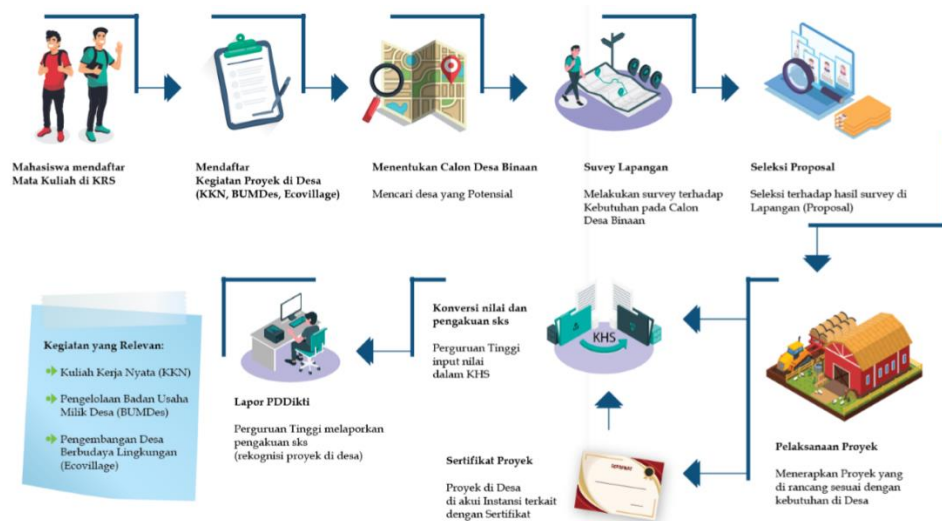 Mahasiswa mendaftar
Mata Kuliah di KRS
Mendaftar
Kegiatan Proyek di Desa
(KKN, BUMDes, Ecovillage)
Menentukan Calon Desa Binaan
Mencari desa yang Potensial
Suvey Lapangan
Melakukan survey terhadap
Kebutuhan pada Calon
Desa Binaan
Seleksi Proposal
Seleksi terhadap hasil survey di
Lapangan (Proposal)
Pelaksanaan Proyek
Menerapkan Proyek yang
di rancang sesuai dengan
kebutuhan di Desa
Sertifikat Proyek
Proyek di Desa
di akui Instansi terkait
dengan Sertifikat
SERTIFIKAT
Konversi nilai dan
pengakuan sks
Perguruan Tinggi
input nilai
dalam KHS
KHS
Lapor PDDikti
Perguruan Tinggi melaporkan
pengakuan sks
(rekognisi proyek di desa)
Kegiatan yang Relevan:
Kuliah Kerja Nyata (KKN)
Pengelolaan Badan Usaha
Milik Desa (BUMDes)
Pengembangan Desa
Berbudaya Lingkungan
(Ecovillage)